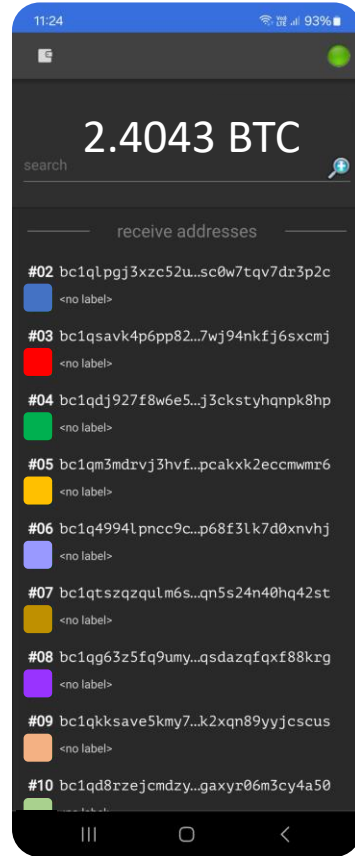 11:24
93%
2.4043 BTC
search
receive addresses
#02 bc1qlpgj3xzc52u…sc0w7tqv7dr3p2c
<no label>
#03 bc1qsavk4p6pp82…7wj94nkfj6sxcmj
<no label>
#04 bc1qdj927f8w6e5…j3ckstyhqnpk8hp
<no label>
#05 bc1qm3mdrvj3hvf…pcakxk2eccmwmr6
<no label>
#06 bc1q4994lpncc9c…p68f3lk7d0xnvhj
<no label>
#07 bc1qtszqzqulm6s…qn5s24n40hq42st
<no label>
#08 bc1qg63z5fq9umy…qsdazqfqxf88krg
<no label>
#09 bc1qkksave5kmy7…k2xqn89yyjcscus
<no label>
#10 bc1qd8rzejcmdzy…gaxyr06m3cy4a50